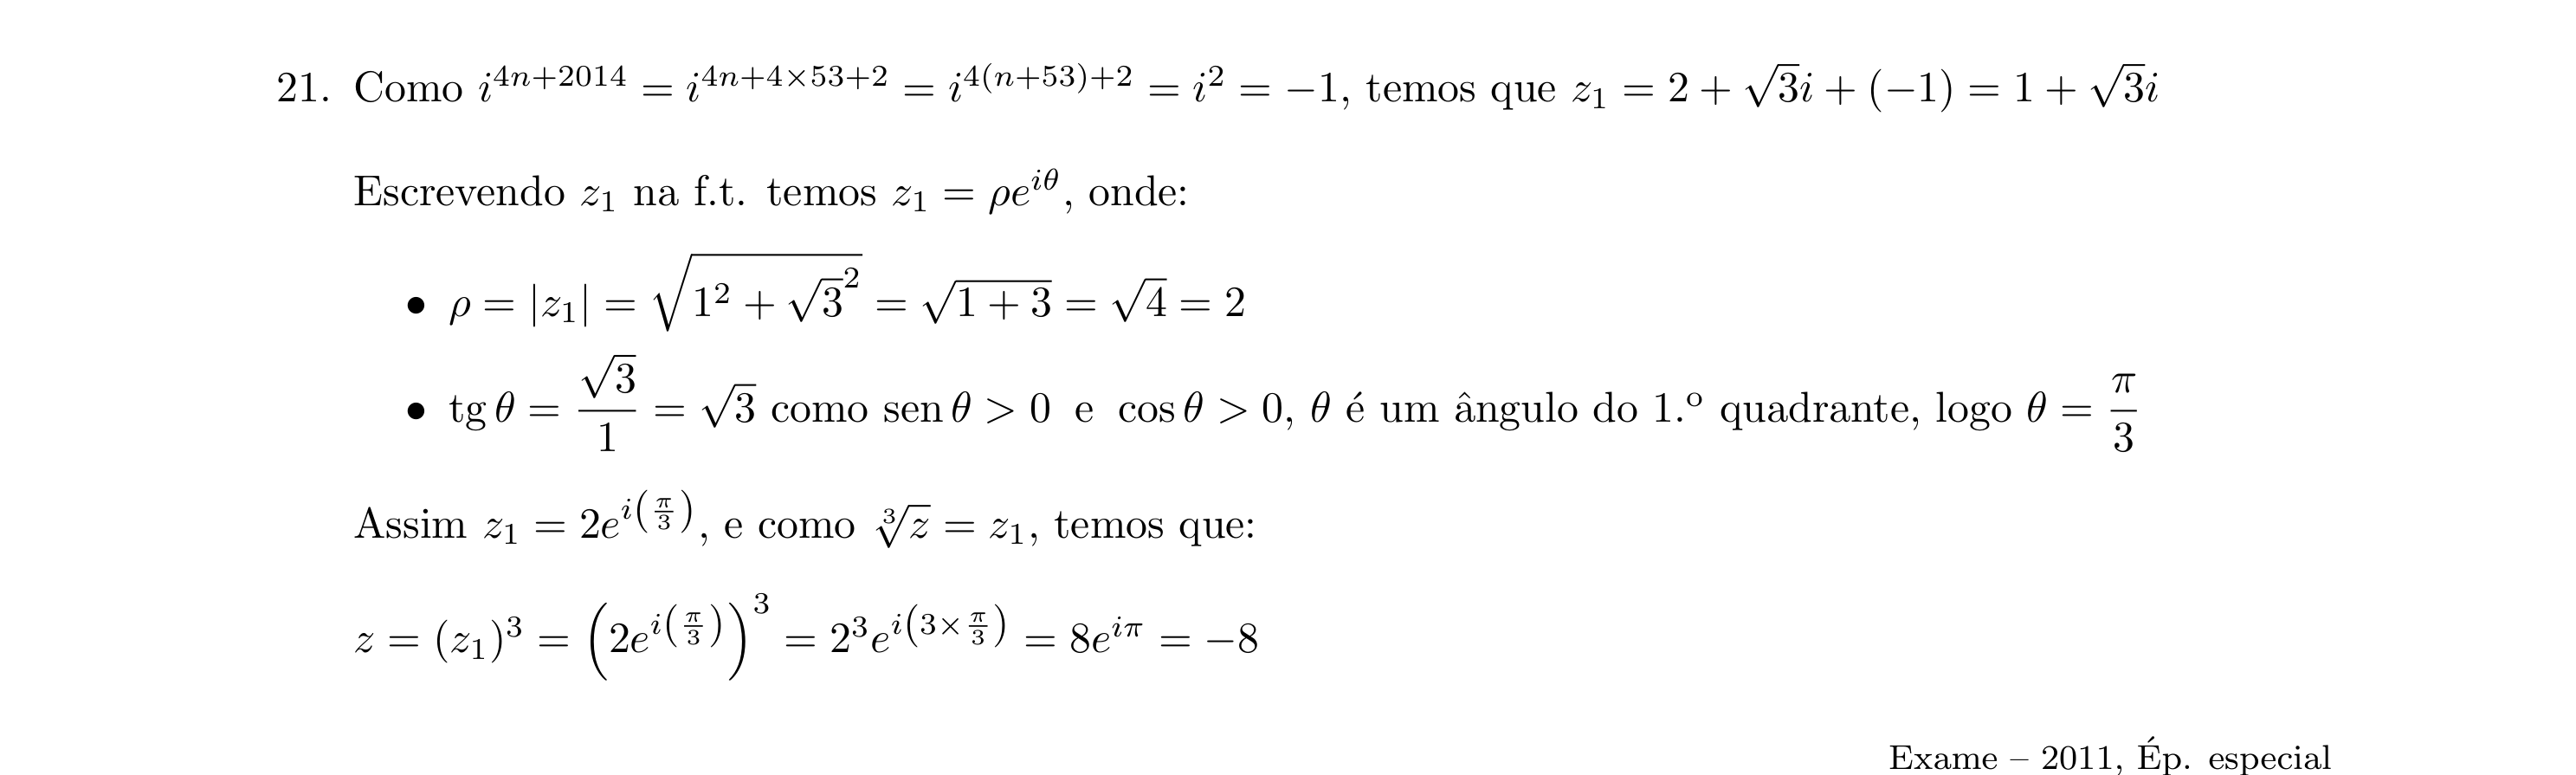 21. Como $i^{4n+2014} = i^{4n+4\times 53+2} = i^{4(n+53)+2} = i^2 = -1$, temos que $z_1 = 2 + \sqrt{3}i + (-1) = 1 + \sqrt{3}i$
Escrevendo $z_1$ na f.t. temos $z_1 = \rho e^{i\theta}$, onde:
• $\rho = |z_1| = \sqrt{1^2 + \sqrt{3}^2} = \sqrt{1+3} = \sqrt{4} = 2$
• $\operatorname{tg}\theta = \frac{\sqrt{3}}{1} = \sqrt{3}$ como $\operatorname{sen}\theta > 0$ e $\cos\theta > 0$, $\theta$ é um ângulo do 1.º quadrante, logo $\theta = \frac{\pi}{3}$
Assim $z_1 = 2e^{i\left(\frac{\pi}{3}\right)}$, e como $\sqrt[3]{z} = z_1$, temos que:
$z = (z_1)^3 = \left(2e^{i\left(\frac{\pi}{3}\right)}\right)^3 = 2^3 e^{i\left(3\times\frac{\pi}{3}\right)} = 8e^{i\pi} = -8$
Exame – 2011, Ép. especial